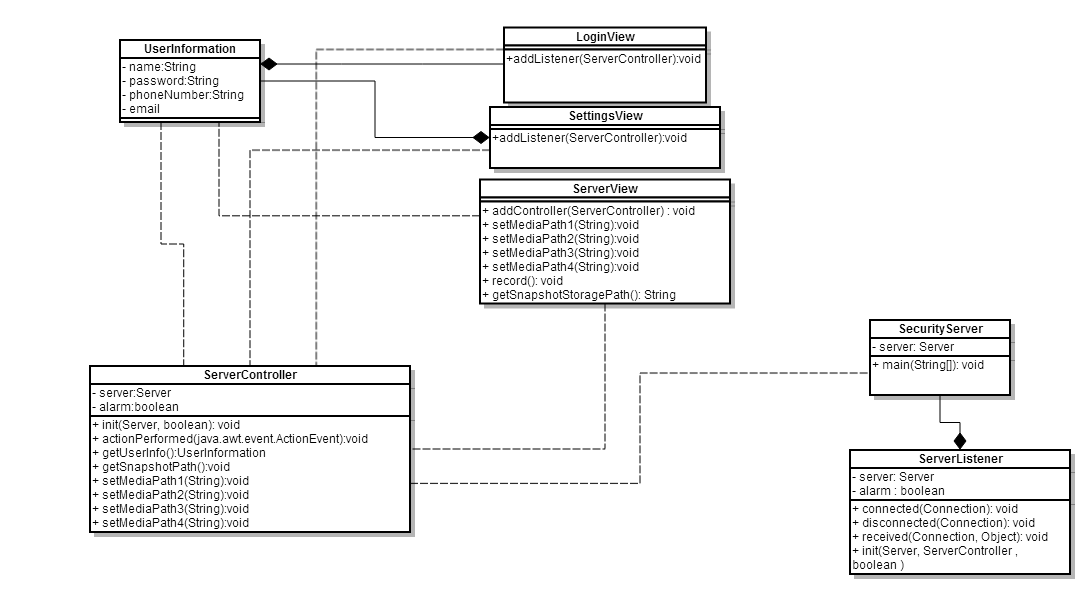 UserInformation
- name:String
- password:String
- phoneNumber:String
- email
LoginView
+addListener(ServerController):void
SettingsView
+addListener(ServerController):void
ServerView
+ addController(ServerController) : void
+ setMediaPath1(String):void
+ setMediaPath2(String):void
+ setMediaPath3(String):void
+ setMediaPath4(String):void
+ record(): void
+ getSnapshotStoragePath(): String
SecurityServer
- server: Server
+ main(String[]): void
ServerController
- server:Server
- alarm:boolean
+ init(Server, boolean): void
+ actionPerformed(java.awt.event.ActionEvent):void
+ getUserInfo():UserInformation
+ getSnapshotPath():void
+ setMediaPath1(String):void
+ setMediaPath2(String):void
+ setMediaPath3(String):void
+ setMediaPath4(String):void
ServerListener
- server: Server
- alarm : boolean
+ connected(Connection): void
+ disconnected(Connection): void
+ received(Connection, Object): void
+ init(Server, ServerController ,
boolean )